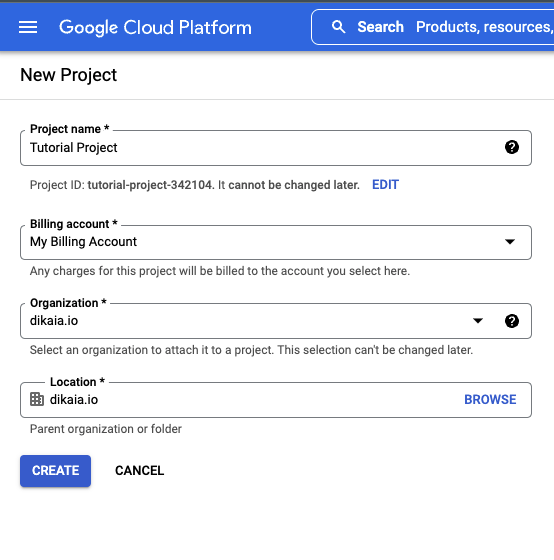 Google Cloud Platform
Search Products, resources,
New Project
Project name *
Tutorial Project
Project ID: tutorial-project-342104. It cannot be changed later. EDIT
Billing account *
My Billing Account
Any charges for this project will be billed to the account you select here.
Organization *
dikaia.io
Select an organization to attach it to a project. This selection can't be changed later.
Location *
dikaia.io BROWSE
Parent organization or folder
CREATE CANCEL